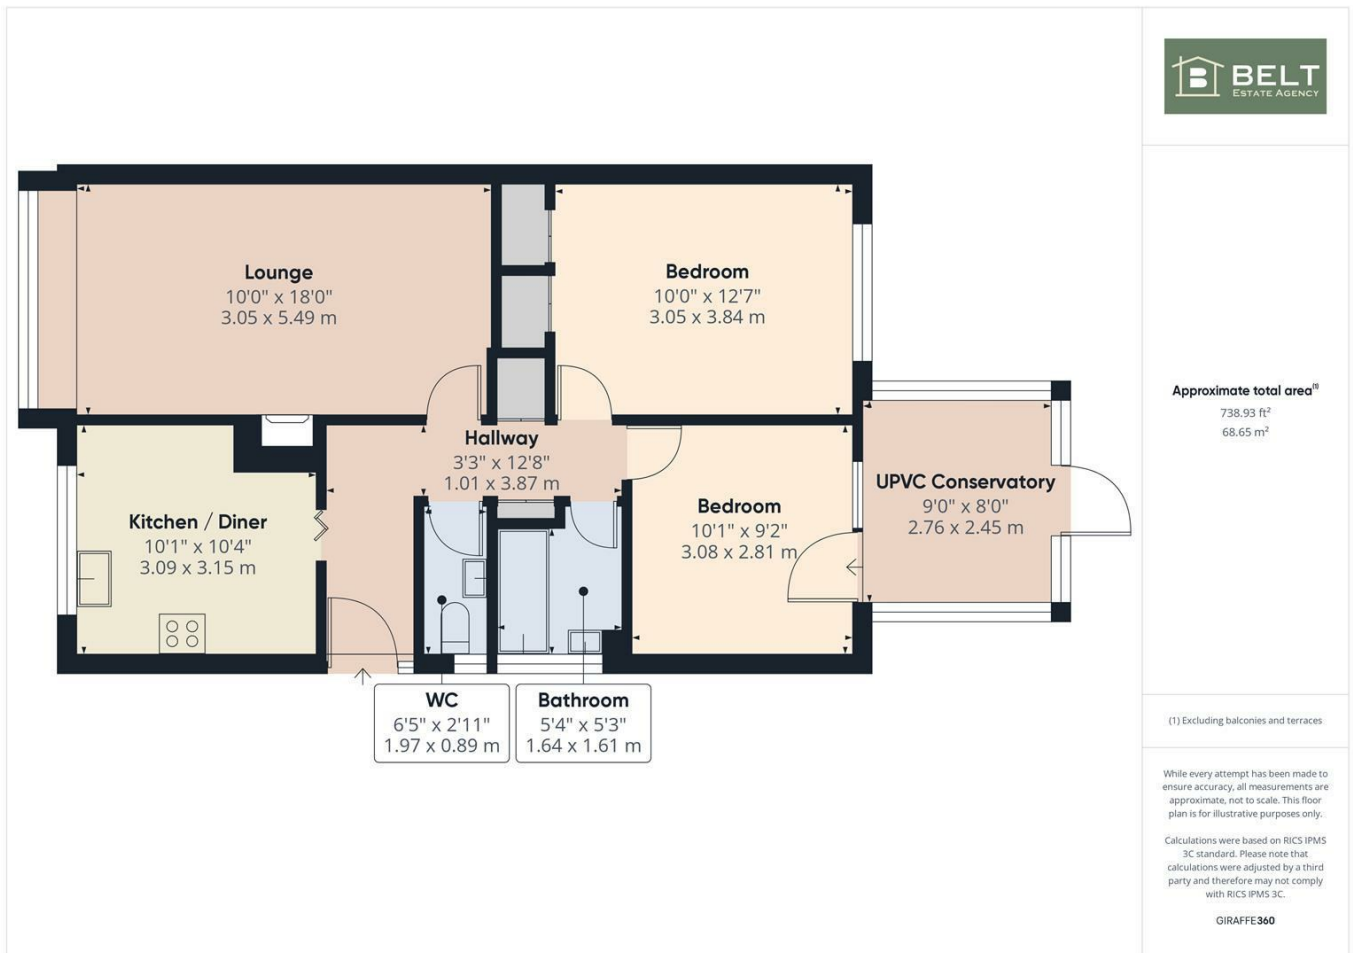 BELT
ESTATE AGENCY
Lounge
10'0" x 18'0"
3.05 x 5.49 m
Bedroom
10'0" x 12'7"
3.05 x 3.84 m
Hallway
3'3" x 12'8"
1.01 x 3.87 m
Kitchen / Diner
10'1" x 10'4"
3.09 x 3.15 m
Bedroom
10'1" x 9'2"
3.08 x 2.81 m
UPVC Conservatory
9'0" x 8'0"
2.76 x 2.45 m
WC
6'5" x 2'11"
1.97 x 0.89 m
Bathroom
5'4" x 5'3"
1.64 x 1.61 m
Approximate total area⁽¹⁾
738.93 ft²
68.65 m²
(1) Excluding balconies and terraces
While every attempt has been made to
ensure accuracy, all measurements are
approximate, not to scale. This floor
plan is for illustrative purposes only.
Calculations were based on RICS IPMS
3C standard. Please note that
calculations were adjusted by a third
party and therefore may not comply
with RICS IPMS 3C.
GIRAFFE360